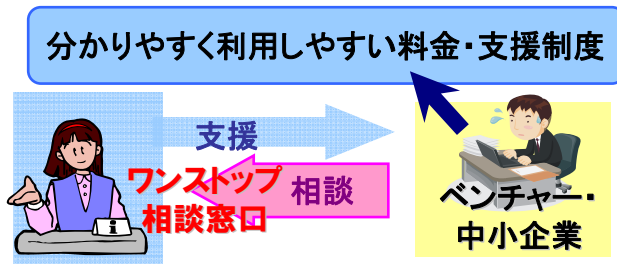 分かりやすく利用しやすい料金・支援制度
支援
ワンストップ
相談窓口
相談
i
ベンチャー・
中小企業